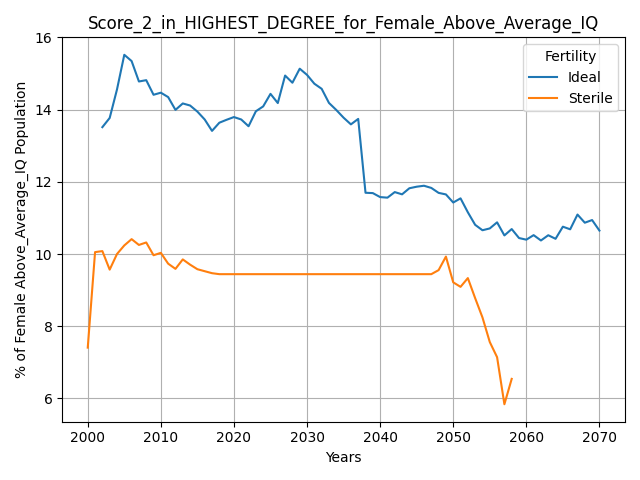 Score_2_in_HIGHEST_DEGREE_for_Female_Above_Average_IQ
% of Female Above_Average_IQ Population
16
14
12
10
8
6
Fertility
Ideal
Sterile
2000 2010 2020 2030 2040 2050 2060 2070
Years